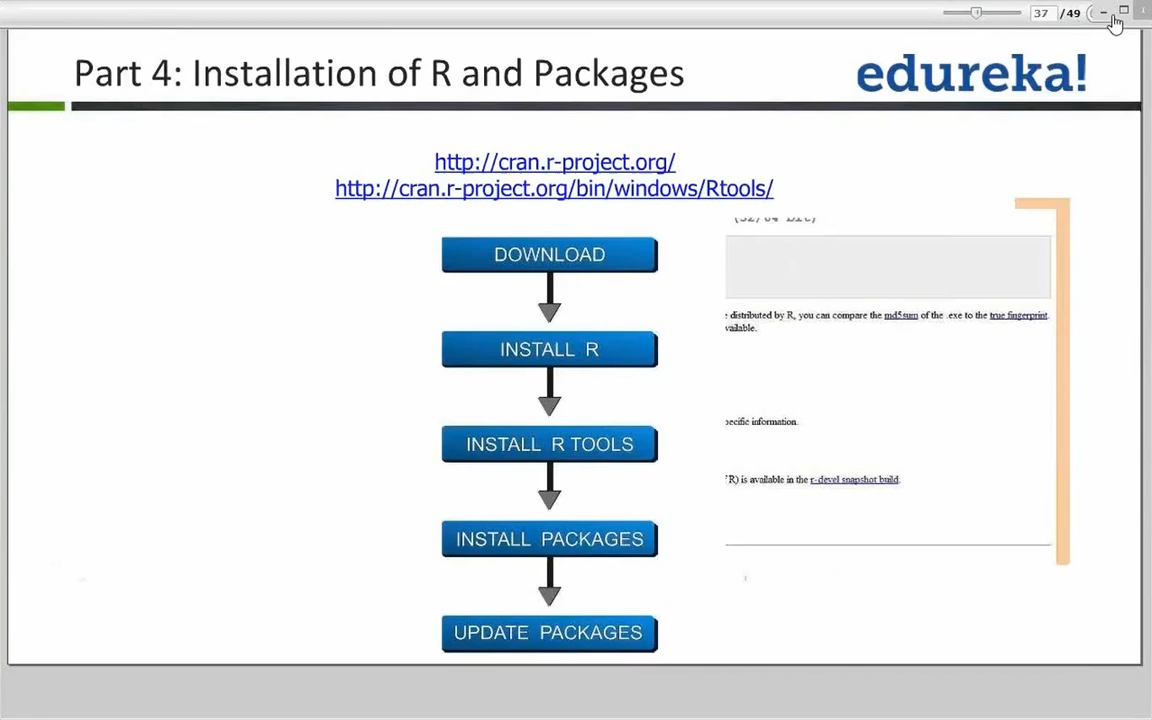 37 /49
Part 4: Installation of R and Packages
edureka!
http://cran.r-project.org/
http://cran.r-project.org/bin/windows/Rtools/
DOWNLOAD
INSTALL R
INSTALL R TOOLS
INSTALL PACKAGES
UPDATE PACKAGES
distributed by R, you can compare the md5sum of the .exe to the true fingerprint.
specific information.
R) is available in the r-devel snapshot build.